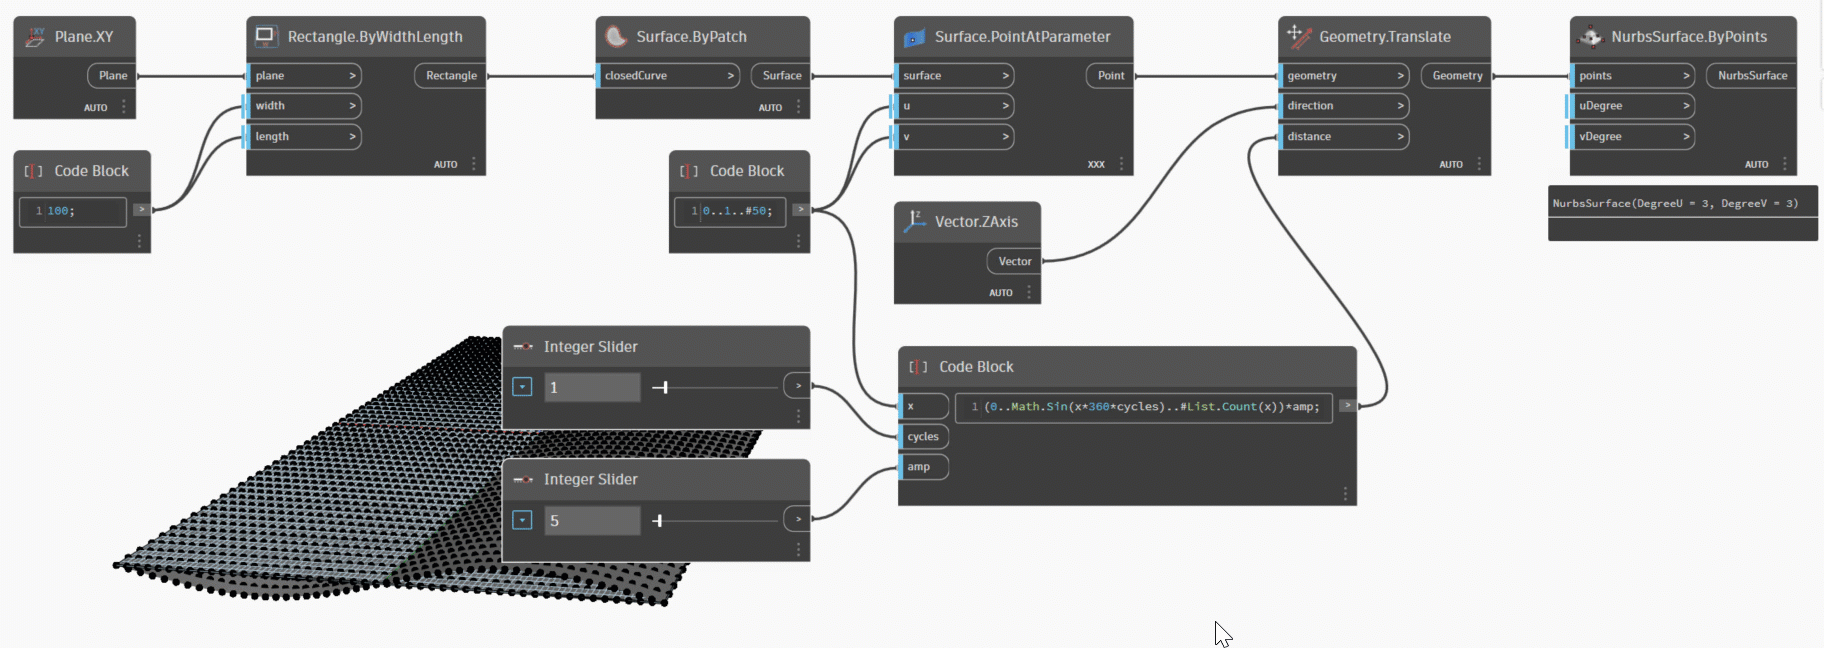 Plane.XY
Plane
AUTO
Rectangle.ByWidthLength
plane >
width >
length >
Rectangle
AUTO
Surface.ByPatch
closedCurve >
Surface
AUTO
Surface.PointAtParameter
surface >
u >
v >
Point
XXX
Geometry.Translate
geometry >
direction >
distance >
Geometry
AUTO
NurbsSurface.ByPoints
points >
uDegree >
vDegree >
NurbsSurface
AUTO
NurbsSurface(DegreeU = 3, DegreeV = 3)
Code Block
1 100;
>
Code Block
1 0..1..#50;
>
Z
Vector.ZAxis
Vector
AUTO
Integer Slider
1
>
Integer Slider
5
>
Code Block
x
cycles
amp
1 (0..Math.Sin(x*360*cycles)..#List.Count(x))*amp;
>